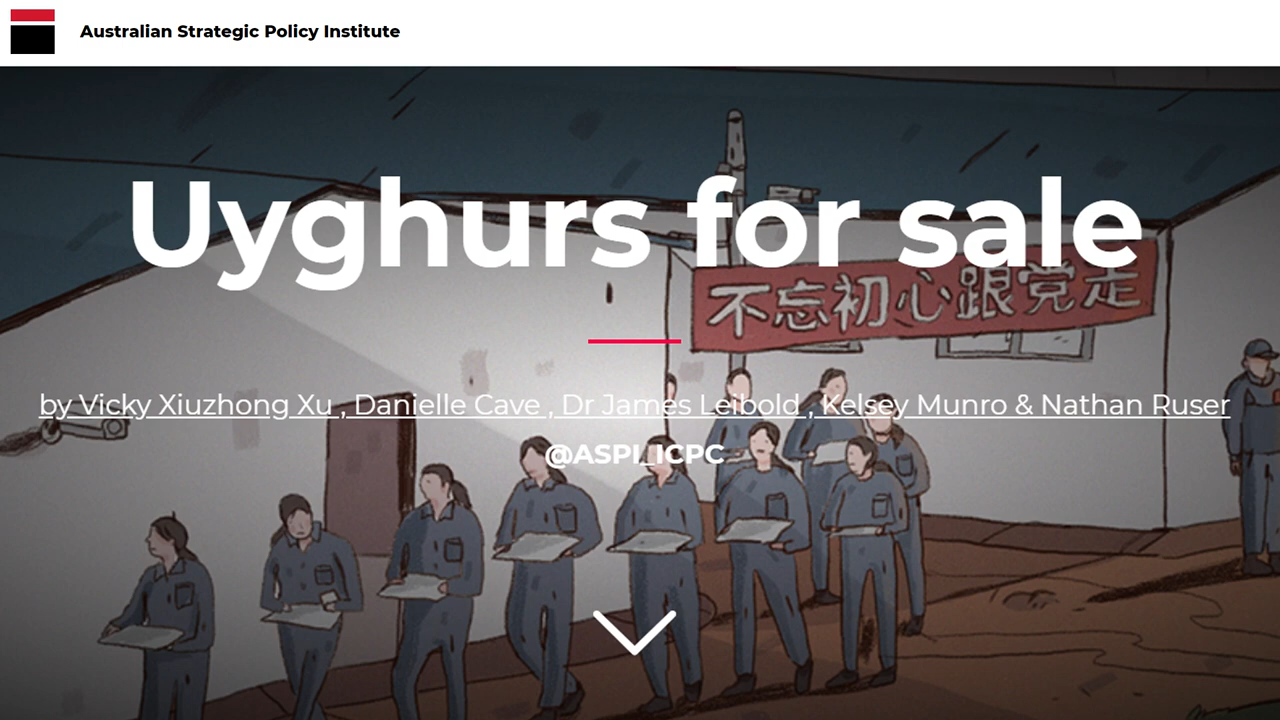 Australian Strategic Policy Institute
Uyghurs for sale
不忘初心跟党走
by Vicky Xiuzhong Xu , Danielle Cave , Dr James Leibold , Kelsey Munro & Nathan Ruser
@ASPI_ICPC